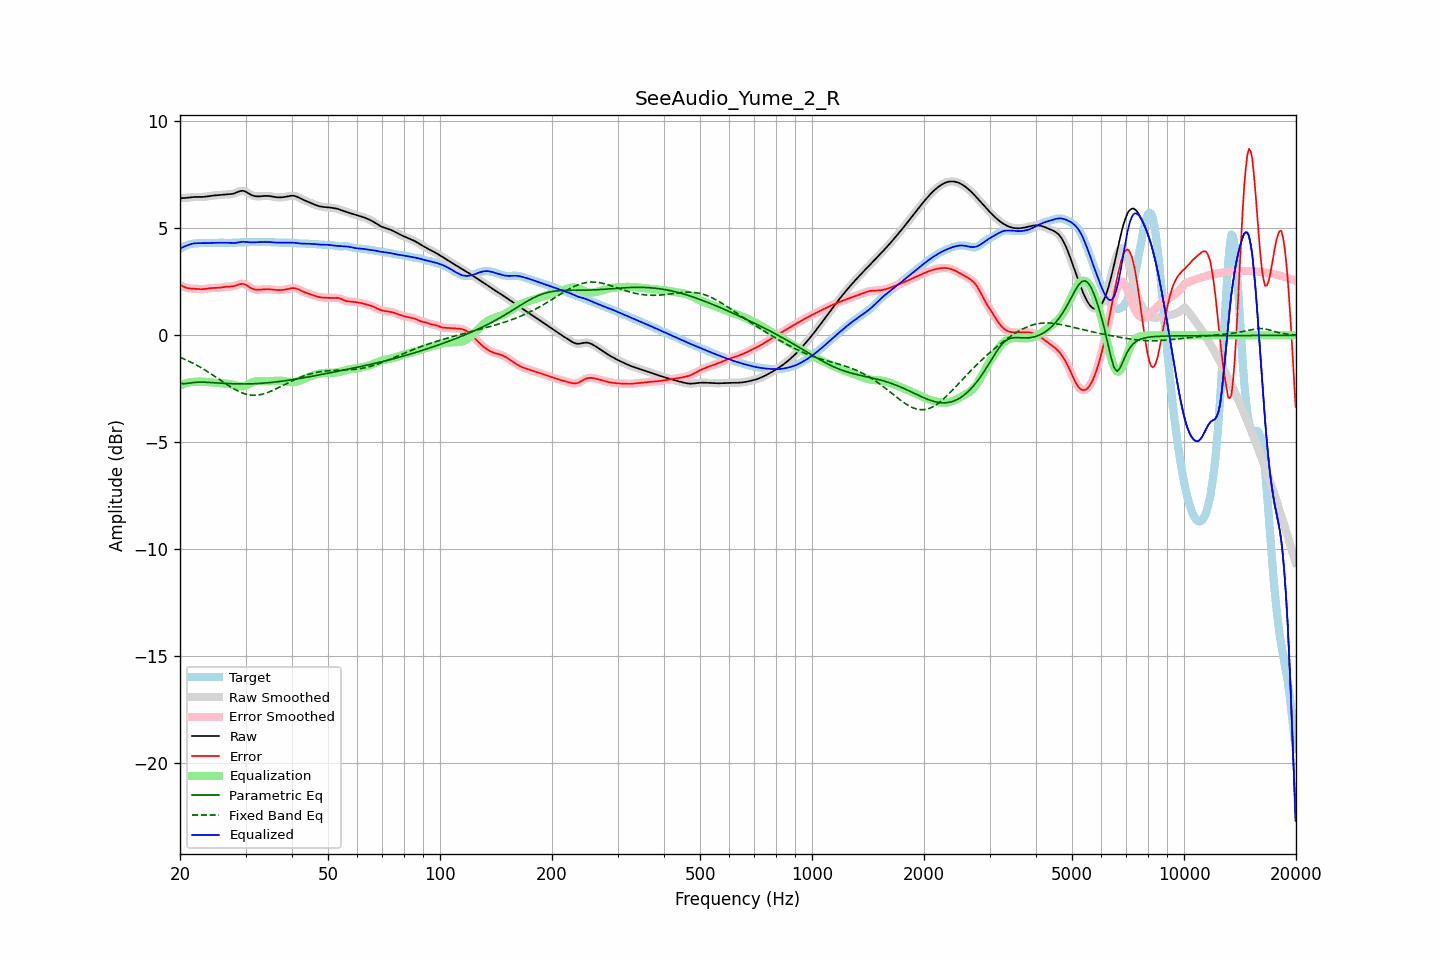 SeeAudio_Yume_2_R
10
5
0
−5
−10
−15
−20
Amplitude (dBr)
Target
Raw Smoothed
Error Smoothed
Raw
Error
Equalization
Parametric Eq
Fixed Band Eq
Equalized
20 50 100 200 500 1000 2000 5000 10000 20000
Frequency (Hz)